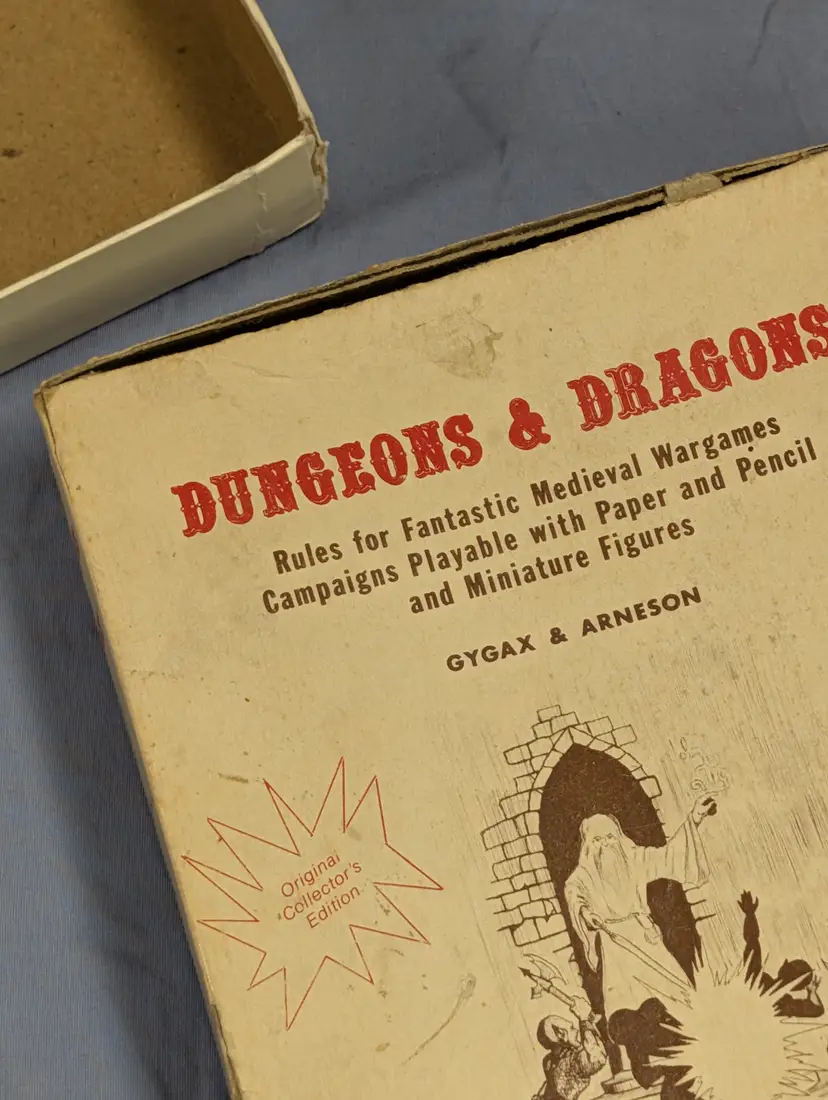 DUNGEONS & DRAGONS
Rules for Fantastic Medieval Wargames
Campaigns Playable with Paper and Pencil
and Miniature Figures
GYGAX & ARNESON
Original
Collector's
Edition